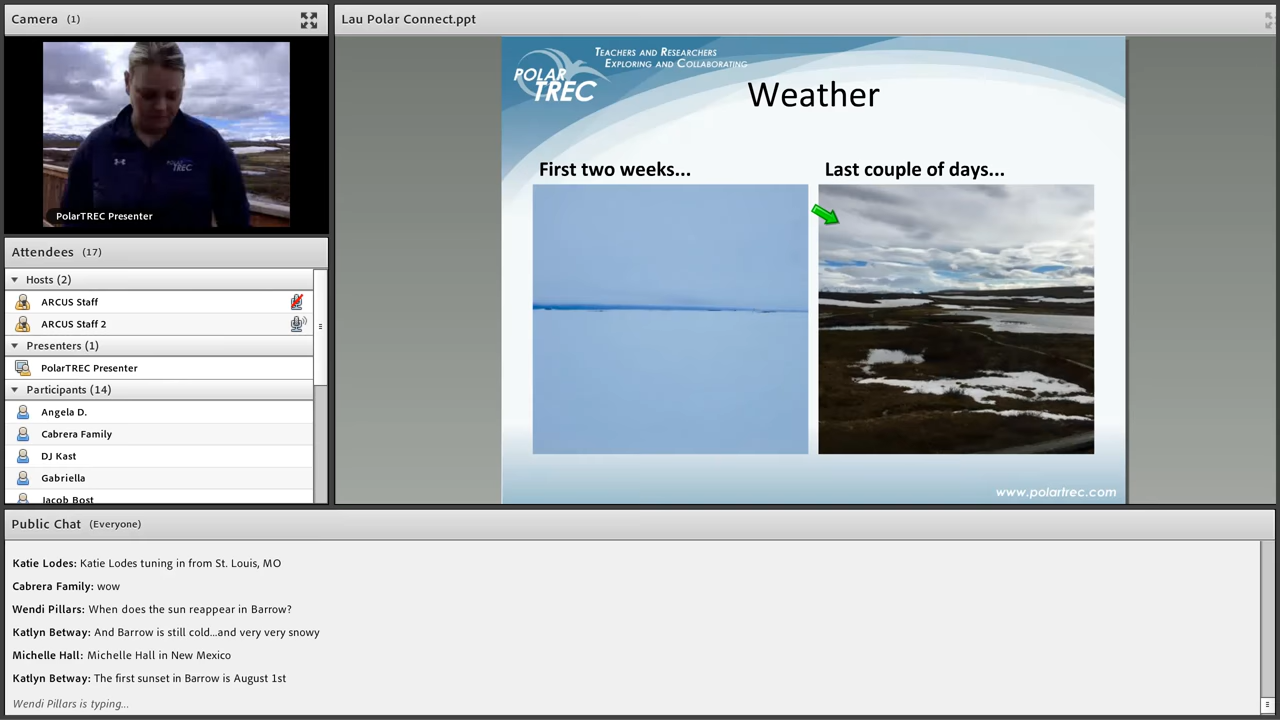 Camera (1)
POLAR
TREC
PolarTREC Presenter
Attendees (17)
Hosts (2)
ARCUS Staff
ARCUS Staff 2
Presenters (1)
PolarTREC Presenter
Participants (14)
Angela D.
Cabrera Family
DJ Kast
Gabriella
Jacob Bost
Lau Polar Connect.ppt
TEACHERS AND RESEARCHERS
EXPLORING AND COLLABORATING
POLAR
TREC
Weather
First two weeks...
Last couple of days...
www.polartrec.com
Public Chat (Everyone)
Katie Lodes: Katie Lodes tuning in from St. Louis, MO
Cabrera Family: wow
Wendi Pillars: When does the sun reappear in Barrow?
Katlyn Betway: And Barrow is still cold...and very very snowy
Michelle Hall: Michelle Hall in New Mexico
Katlyn Betway: The first sunset in Barrow is August 1st
Wendi Pillars is typing...